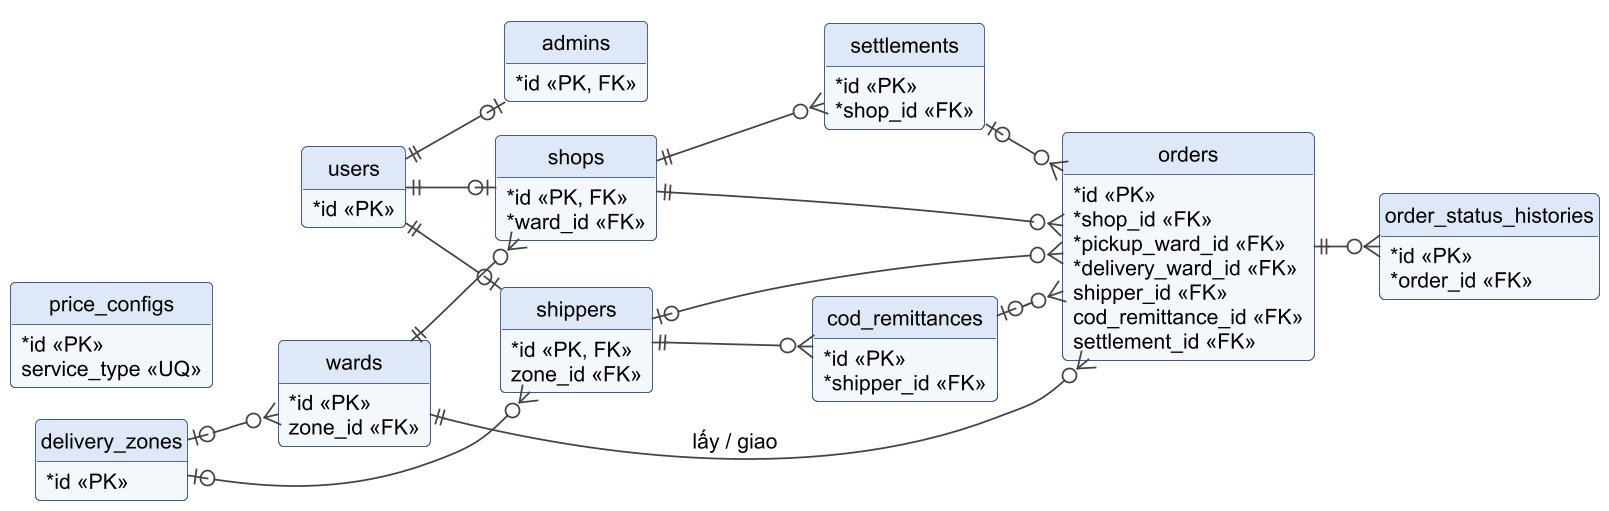 admins
*id «PK, FK»
settlements
*id «PK»
*shop_id «FK»
users
*id «PK»
shops
*id «PK, FK»
*ward_id «FK»
orders
*id «PK»
*shop_id «FK»
*pickup_ward_id «FK»
*delivery_ward_id «FK»
shipper_id «FK»
cod_remittance_id «FK»
settlement_id «FK»
order_status_histories
*id «PK»
*order_id «FK»
price_configs
*id «PK»
service_type «UQ»
shippers
*id «PK, FK»
zone_id «FK»
cod_remittances
*id «PK»
*shipper_id «FK»
wards
*id «PK»
zone_id «FK»
delivery_zones
*id «PK»
lấy / giao